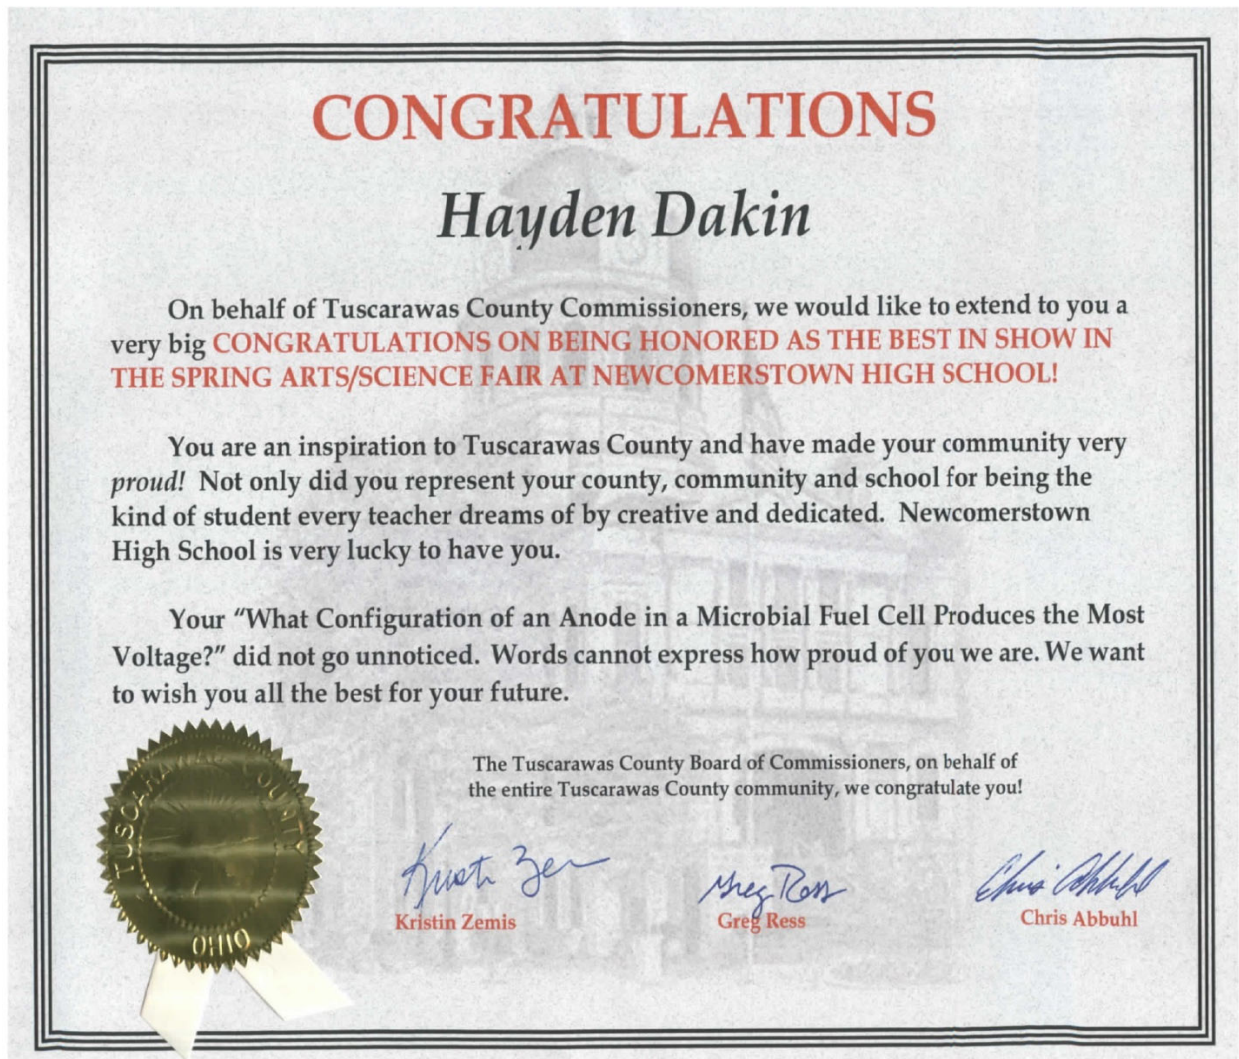 CONGRATULATIONS
Hayden Dakin
On behalf of Tuscarawas County Commissioners, we would like to extend to you a
very big CONGRATULATIONS ON BEING HONORED AS THE BEST IN SHOW IN
THE SPRING ARTS/SCIENCE FAIR AT NEWCOMERSTOWN HIGH SCHOOL!
You are an inspiration to Tuscarawas County and have made your community very
proud! Not only did you represent your county, community and school for being the
kind of student every teacher dreams of by creative and dedicated. Newcomerstown
High School is very lucky to have you.
Your “What Configuration of an Anode in a Microbial Fuel Cell Produces the Most
Voltage?” did not go unnoticed. Words cannot express how proud of you we are. We want
to wish you all the best for your future.
The Tuscarawas County Board of Commissioners, on behalf of
the entire Tuscarawas County community, we congratulate you!
TUSCARAWAS COUNTY
OHIO
Greg Ress
Chris Abbuhl
Kristin Zemis
Greg Ress
Chris Abbuhl